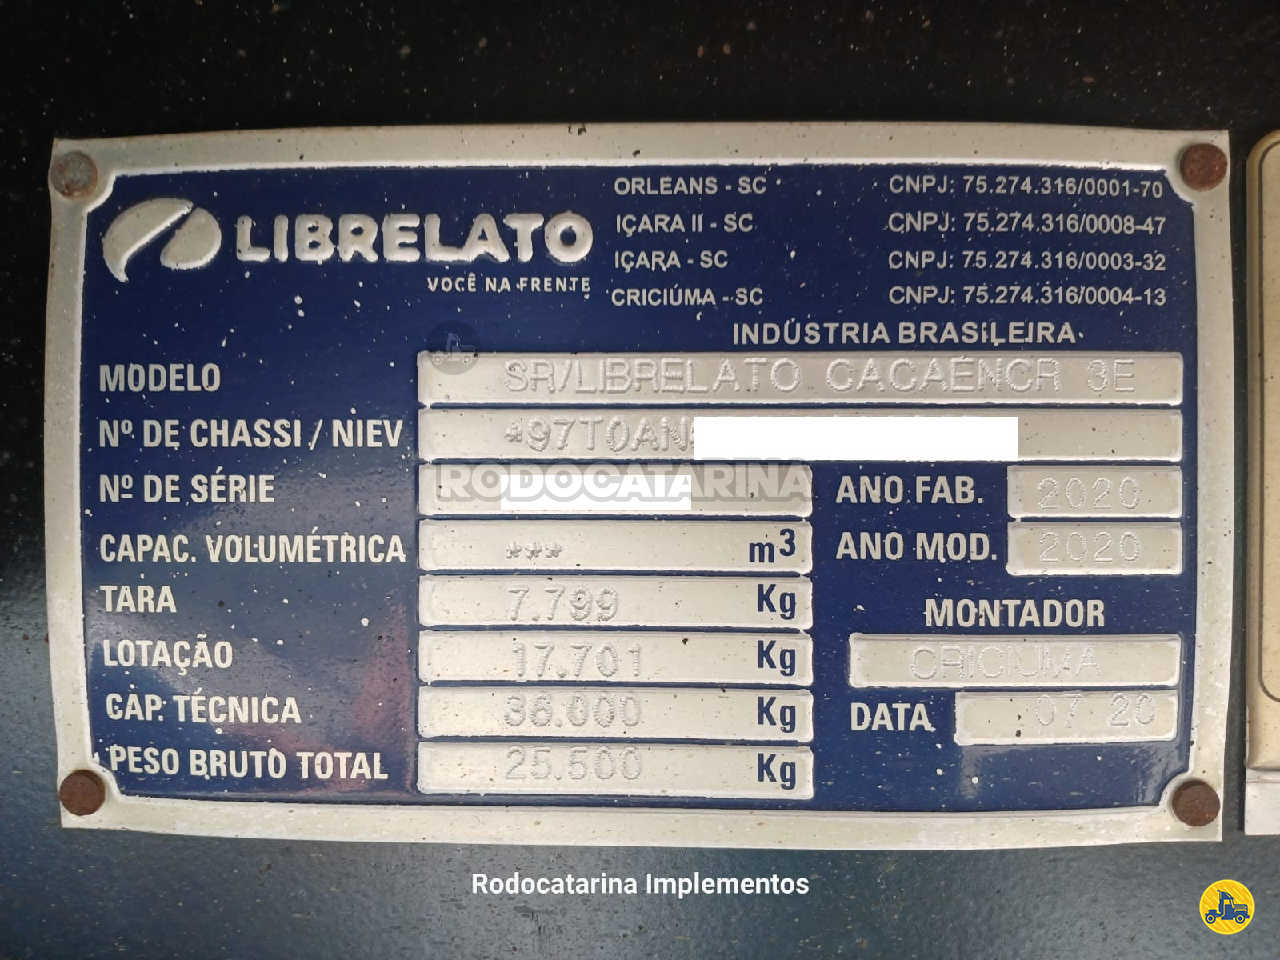 LIBRELATO
VOCÊ NA FRENTE
ORLEANS - SC CNPJ: 75.274.316/0001-70
IÇARA II - SC CNPJ: 75.274.316/0008-47
IÇARA - SC CNPJ: 75.274.316/0003-32
CRICIÚMA - SC CNPJ: 75.274.316/0004-13
INDÚSTRIA BRASILEIRA
MODELO SR/LIBRELATO CACAENCR 3E
Nº DE CHASSI / NIEV *97T0AN
Nº DE SÉRIE
RODOCATARINA
ANO FAB. 2020
CAPAC. VOLUMÉTRICA *** m3
ANO MOD. 2020
TARA 7.799 Kg
LOTAÇÃO 17.701 Kg
CAP. TÉCNICA 36.000 Kg
PESO BRUTO TOTAL 25.500 Kg
MONTADOR
CRICIUMA
DATA 07 20
Rodocatarina Implementos